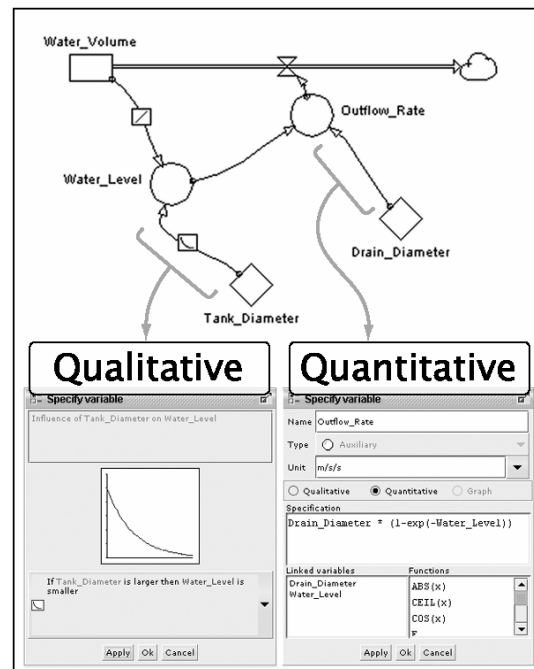 Water_Volume
Outflow_Rate
Water_Level
Drain_Diameter
Tank_Diameter
Qualitative
Quantitative
Specify variable
Influence of Tank_Diameter on Water_Level
If Tank_Diameter is larger then Water_Level is
smaller
Apply Ok Cancel
Specify variable
Name Outflow_Rate
Type Auxiliary
Unit m/s/s
Qualitative Quantitative Graph
Specification
Drain_Diameter * (1-exp(-Water_Level))
Linked variables Functions
Drain_Diameter ABS(x)
Water_Level CEIL(x)
COS(x)
Apply Ok Cancel